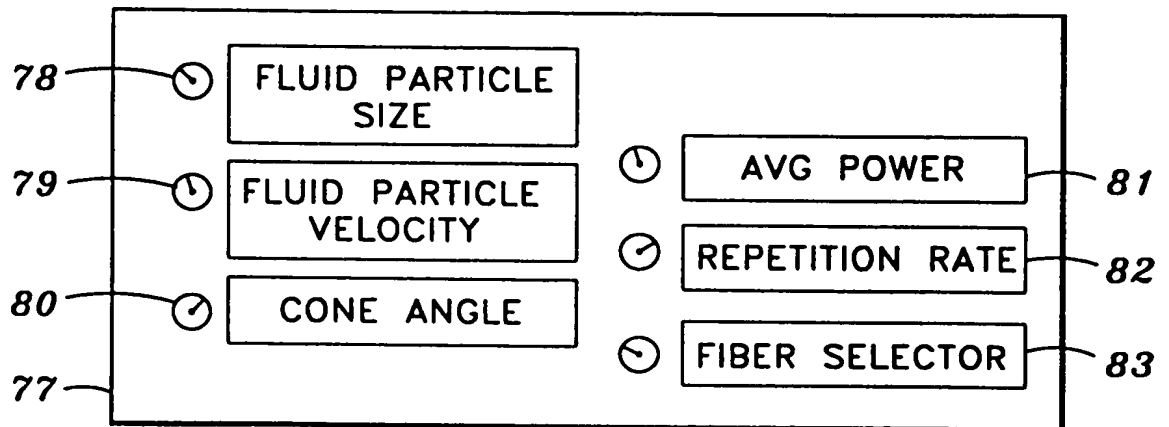 78
FLUID PARTICLE
SIZE
79
FLUID PARTICLE
VELOCITY
80
CONE ANGLE
77
AVG POWER
81
REPETITION RATE
82
FIBER SELECTOR
83